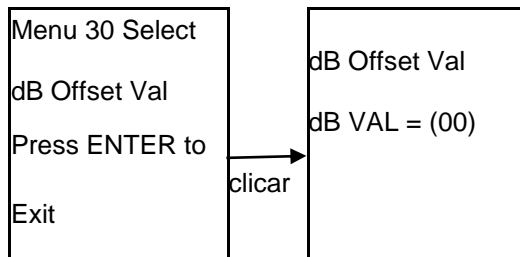 Menu 30 Select
dB Offset Val
Press ENTER to
Exit
clicar
dB Offset Val
dB VAL = (00)